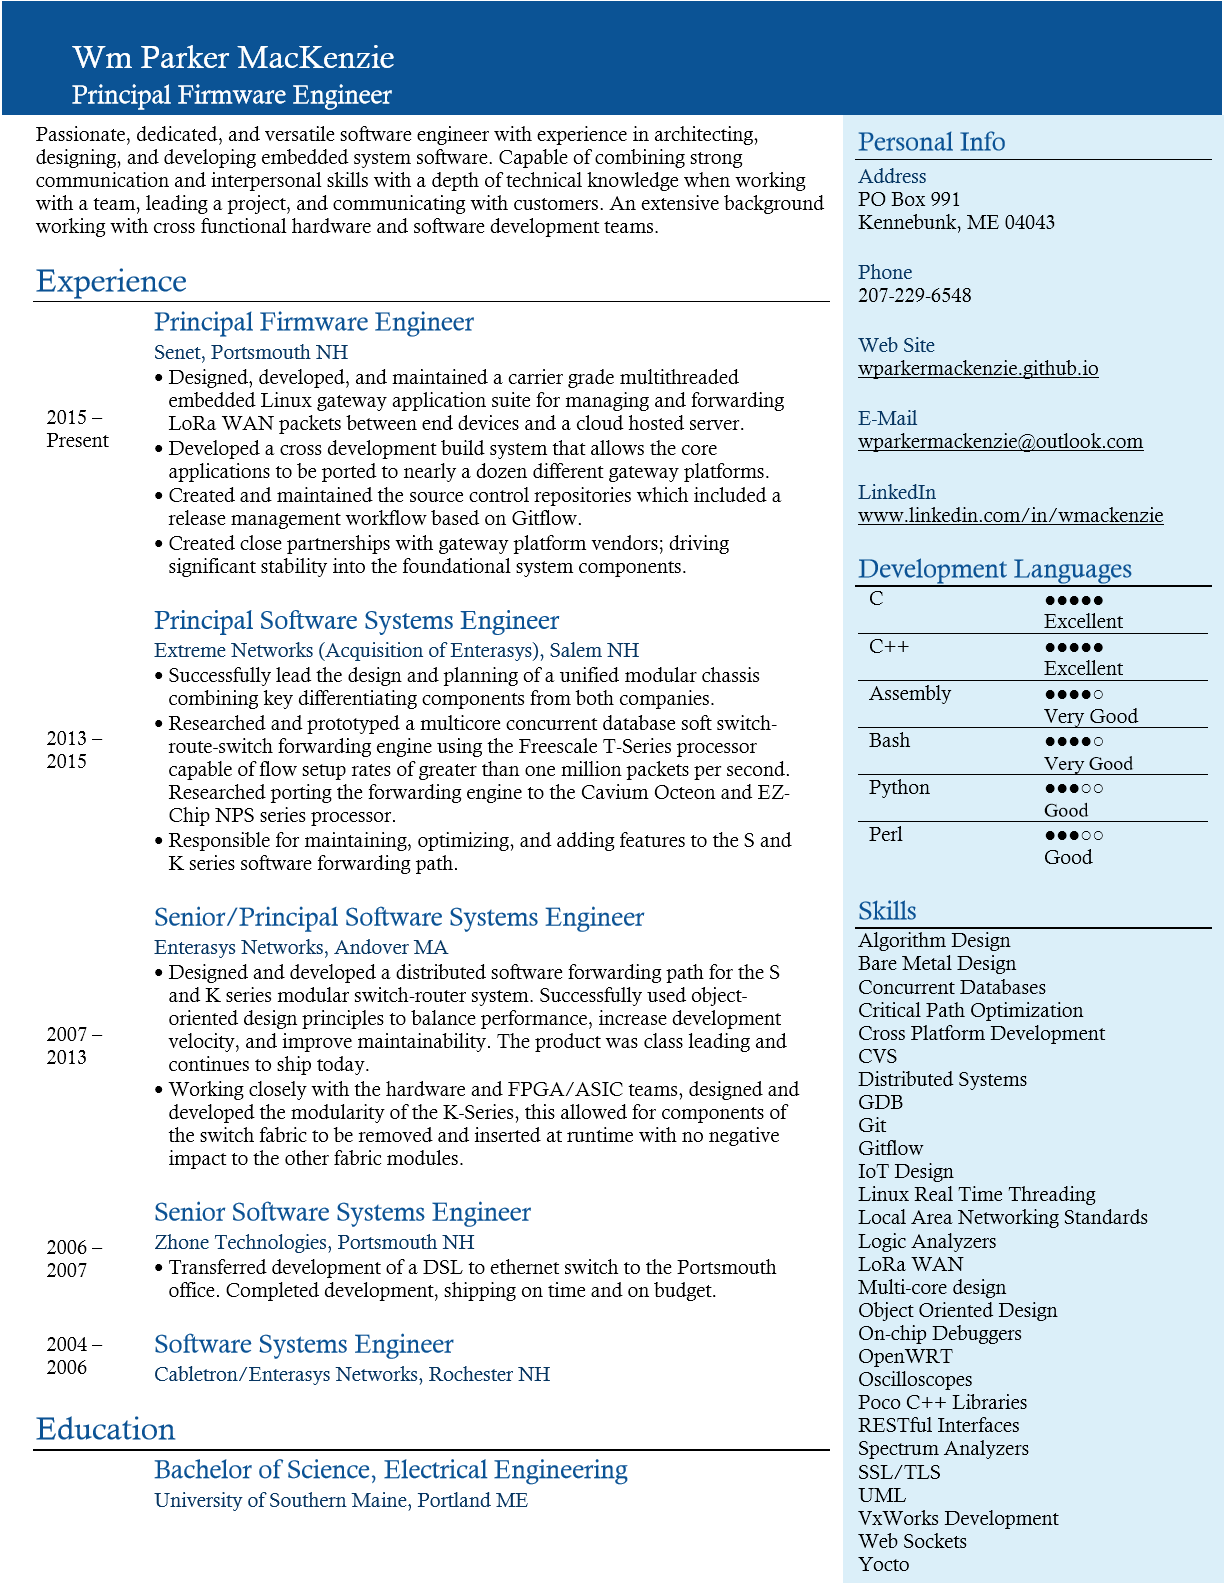 Wm Parker MacKenzie
Principal Firmware Engineer
Passionate, dedicated, and versatile software engineer with experience in architecting,
designing, and developing embedded system software. Capable of combining strong
communication and interpersonal skills with a depth of technical knowledge when working
with a team, leading a project, and communicating with customers. An extensive background
working with cross functional hardware and software development teams.
Experience
2015 –
Present
Principal Firmware Engineer
Senet, Portsmouth NH
• Designed, developed, and maintained a carrier grade multithreaded
embedded Linux gateway application suite for managing and forwarding
LoRa WAN packets between end devices and a cloud hosted server.
• Developed a cross development build system that allows the core
applications to be ported to nearly a dozen different gateway platforms.
• Created and maintained the source control repositories which included a
release management workflow based on Gitflow.
• Created close partnerships with gateway platform vendors; driving
significant stability into the foundational system components.
2013 –
2015
Principal Software Systems Engineer
Extreme Networks (Acquisition of Enterasys), Salem NH
• Successfully lead the design and planning of a unified modular chassis
combining key differentiating components from both companies.
• Researched and prototyped a multicore concurrent database soft switch-
route-switch forwarding engine using the Freescale T-Series processor
capable of flow setup rates of greater than one million packets per second.
Researched porting the forwarding engine to the Cavium Octeon and EZ-
Chip NPS series processor.
• Responsible for maintaining, optimizing, and adding features to the S and
K series software forwarding path.
2007 –
2013
Senior/Principal Software Systems Engineer
Enterasys Networks, Andover MA
• Designed and developed a distributed software forwarding path for the S
and K series modular switch-router system. Successfully used object-
oriented design principles to balance performance, increase development
velocity, and improve maintainability. The product was class leading and
continues to ship today.
• Working closely with the hardware and FPGA/ASIC teams, designed and
developed the modularity of the K-Series, this allowed for components of
the switch fabric to be removed and inserted at runtime with no negative
impact to the other fabric modules.
2006 –
2007
Senior Software Systems Engineer
Zhone Technologies, Portsmouth NH
• Transferred development of a DSL to ethernet switch to the Portsmouth
office. Completed development, shipping on time and on budget.
2004 –
2006
Software Systems Engineer
Cabletron/Enterasys Networks, Rochester NH
Education
Bachelor of Science, Electrical Engineering
University of Southern Maine, Portland ME
Personal Info
Address
PO Box 991
Kennebunk, ME 04043
Phone
207-229-6548
Web Site
wparkermackenzie.github.io
E-Mail
wparkermackenzie@outlook.com
LinkedIn
www.linkedin.com/in/wmackenzie
Development Languages
C ●●●●●
Excellent
C++ ●●●●●
Excellent
Assembly ●●●●○
Very Good
Bash ●●●●○
Very Good
Python ●●●○○
Good
Perl ●●●○○
Good
Skills
Algorithm Design
Bare Metal Design
Concurrent Databases
Critical Path Optimization
Cross Platform Development
CVS
Distributed Systems
GDB
Git
Gitflow
IoT Design
Linux Real Time Threading
Local Area Networking Standards
Logic Analyzers
LoRa WAN
Multi-core design
Object Oriented Design
On-chip Debuggers
OpenWRT
Oscilloscopes
Poco C++ Libraries
RESTful Interfaces
Spectrum Analyzers
SSL/TLS
UML
VxWorks Development
Web Sockets
Yocto